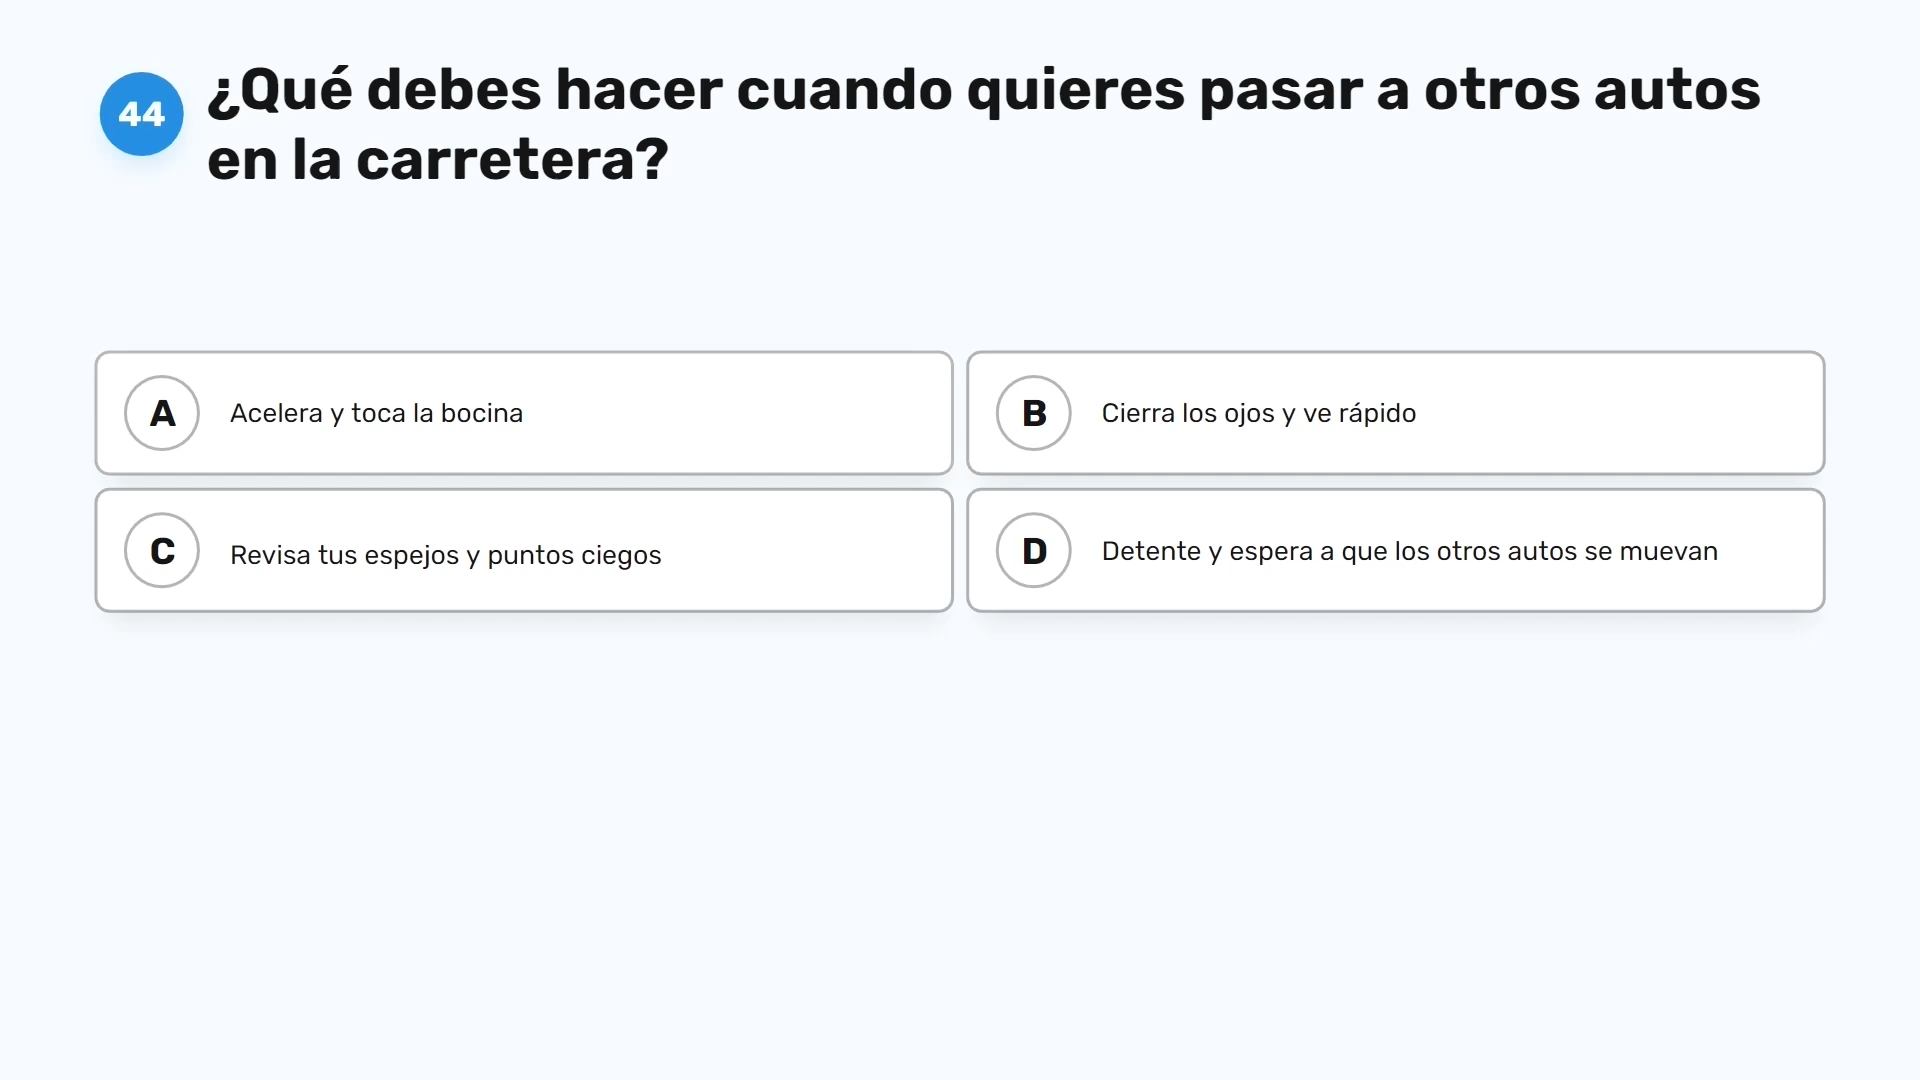 44
¿Qué debes hacer cuando quieres pasar a otros autos
en la carretera?
A
Acelera y toca la bocina
B
Cierra los ojos y ve rápido
C
Revisa tus espejos y puntos ciegos
D
Detente y espera a que los otros autos se muevan